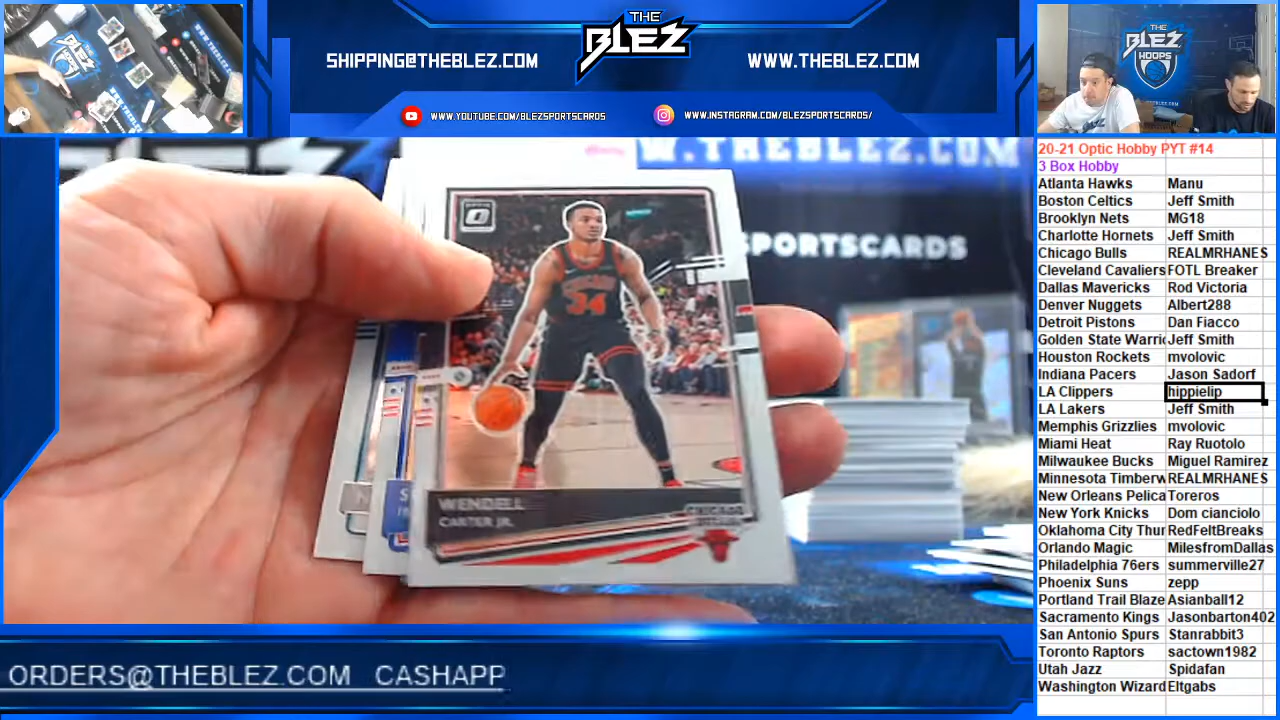 SHIPPING@THEBLEZ.COM
THE
BLEZ
WWW.THEBLEZ.COM
WWW.YOUTUBE.COM/BLEZSPORTSCARDS
WWW.INSTAGRAM.COM/BLEZSPORTSCARDS/
THE
BLEZ
HOOPS
W.THEBLEZ.COM
SPORTSCARDS
CHICAGO
34
WENDELL
CARTER JR.
CHICAGO
BULLS
ORDERS@THEBLEZ.COM CASHAPP
20-21 Optic Hobby PYT #14
3 Box Hobby
Atlanta Hawks Manu
Boston Celtics Jeff Smith
Brooklyn Nets MG18
Charlotte Hornets Jeff Smith
Chicago Bulls REALMRHANES
Cleveland Cavaliers FOTL Breaker
Dallas Mavericks Rod Victoria
Denver Nuggets Albert288
Detroit Pistons Dan Fiacco
Golden State Warric Jeff Smith
Houston Rockets mvolovic
Indiana Pacers Jason Sadorf
LA Clippers hippielip
LA Lakers Jeff Smith
Memphis Grizzlies mvolovic
Miami Heat Ray Ruotolo
Milwaukee Bucks Miguel Ramirez
Minnesota Timberw REALMRHANES
New Orleans Pelica Toreros
New York Knicks Dom cianciolo
Oklahoma City Thur RedFeltBreaks
Orlando Magic MilesfromDallas
Philadelphia 76ers summerville27
Phoenix Suns zepp
Portland Trail Blaze Asianball12
Sacramento Kings Jasonbarton402
San Antonio Spurs Stanrabbit3
Toronto Raptors sactown1982
Utah Jazz Spidafan
Washington Wizard Eltgabs